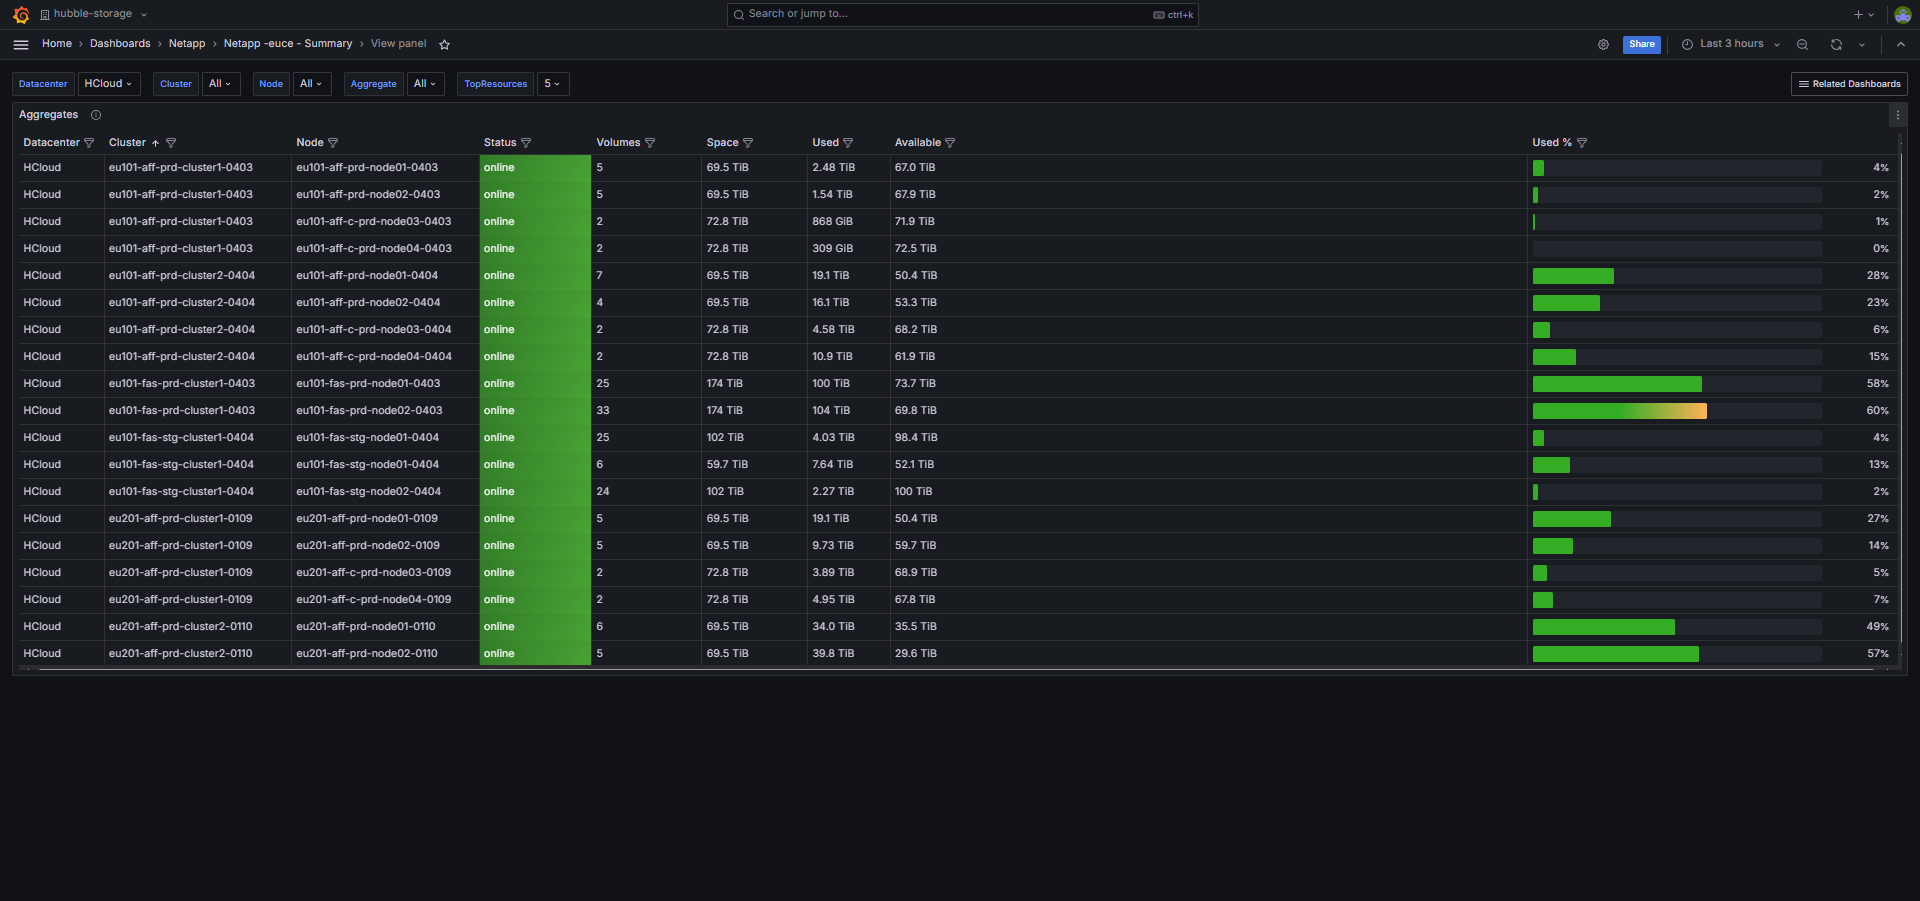 hubble-storage
Search or jump to... ctrl+k
Home › Dashboards › Netapp › Netapp -euce - Summary › View panel
Share Last 3 hours
Datacenter HCloud Cluster All Node All Aggregate All TopResources 5 Related Dashboards
Aggregates
Datacenter Cluster Node Status Volumes Space Used Available Used %
HCloud eu101-aff-prd-cluster1-0403 eu101-aff-prd-node01-0403 online 5 69.5 TiB 2.48 TiB 67.0 TiB 4%
HCloud eu101-aff-prd-cluster1-0403 eu101-aff-prd-node02-0403 online 5 69.5 TiB 1.54 TiB 67.9 TiB 2%
HCloud eu101-aff-prd-cluster1-0403 eu101-aff-c-prd-node03-0403 online 2 72.8 TiB 868 GiB 71.9 TiB 1%
HCloud eu101-aff-prd-cluster1-0403 eu101-aff-c-prd-node04-0403 online 2 72.8 TiB 309 GiB 72.5 TiB 0%
HCloud eu101-aff-prd-cluster2-0404 eu101-aff-prd-node01-0404 online 7 69.5 TiB 19.1 TiB 50.4 TiB 28%
HCloud eu101-aff-prd-cluster2-0404 eu101-aff-prd-node02-0404 online 4 69.5 TiB 16.1 TiB 53.3 TiB 23%
HCloud eu101-aff-prd-cluster2-0404 eu101-aff-c-prd-node03-0404 online 2 72.8 TiB 4.58 TiB 68.2 TiB 6%
HCloud eu101-aff-prd-cluster2-0404 eu101-aff-c-prd-node04-0404 online 2 72.8 TiB 10.9 TiB 61.9 TiB 15%
HCloud eu101-fas-prd-cluster1-0403 eu101-fas-prd-node01-0403 online 25 174 TiB 100 TiB 73.7 TiB 58%
HCloud eu101-fas-prd-cluster1-0403 eu101-fas-prd-node02-0403 online 33 174 TiB 104 TiB 69.8 TiB 60%
HCloud eu101-fas-stg-cluster1-0404 eu101-fas-stg-node01-0404 online 25 102 TiB 4.03 TiB 98.4 TiB 4%
HCloud eu101-fas-stg-cluster1-0404 eu101-fas-stg-node01-0404 online 6 59.7 TiB 7.64 TiB 52.1 TiB 13%
HCloud eu101-fas-stg-cluster1-0404 eu101-fas-stg-node02-0404 online 24 102 TiB 2.27 TiB 100 TiB 2%
HCloud eu201-aff-prd-cluster1-0109 eu201-aff-prd-node01-0109 online 5 69.5 TiB 19.1 TiB 50.4 TiB 27%
HCloud eu201-aff-prd-cluster1-0109 eu201-aff-prd-node02-0109 online 5 69.5 TiB 9.73 TiB 59.7 TiB 14%
HCloud eu201-aff-prd-cluster1-0109 eu201-aff-c-prd-node03-0109 online 2 72.8 TiB 3.89 TiB 68.9 TiB 5%
HCloud eu201-aff-prd-cluster1-0109 eu201-aff-c-prd-node04-0109 online 2 72.8 TiB 4.95 TiB 67.8 TiB 7%
HCloud eu201-aff-prd-cluster2-0110 eu201-aff-prd-node01-0110 online 6 69.5 TiB 34.0 TiB 35.5 TiB 49%
HCloud eu201-aff-prd-cluster2-0110 eu201-aff-prd-node02-0110 online 5 69.5 TiB 39.8 TiB 29.6 TiB 57%